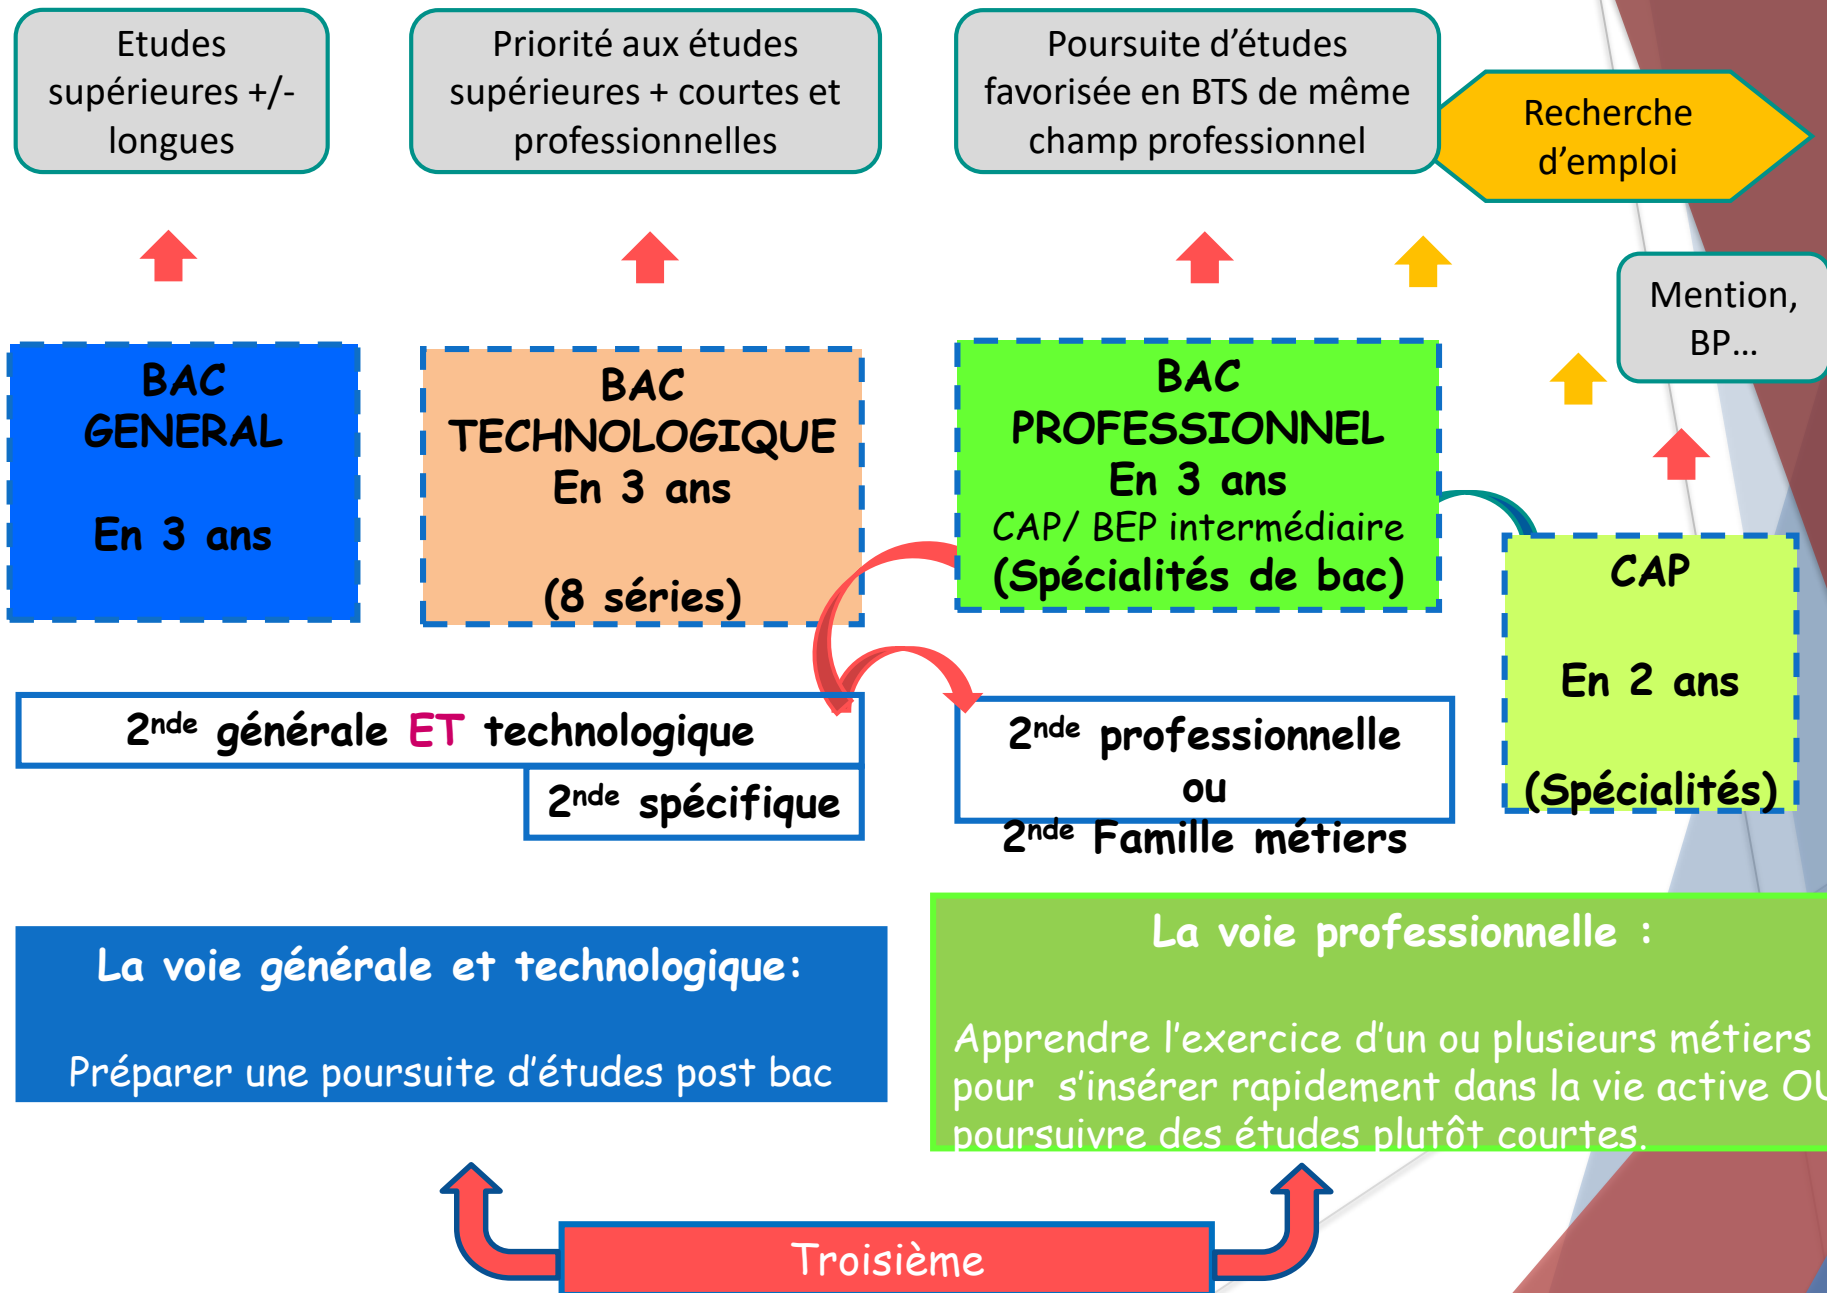 Etudes
supérieures +/-
longues
Priorité aux études
supérieures + courtes et
professionnelles
Poursuite d’études
favorisée en BTS de même
champ professionnel
Recherche
d’emploi
Mention,
BP…
BAC
GENERAL
En 3 ans
BAC
TECHNOLOGIQUE
En 3 ans
(8 séries)
BAC
PROFESSIONNEL
En 3 ans
CAP/ BEP intermédiaire
(Spécialités de bac)
CAP
En 2 ans
(Spécialités)
2nde générale ET technologique
2nde spécifique
2nde professionnelle
ou
2nde Famille métiers
La voie générale et technologique:
Préparer une poursuite d’études post bac
La voie professionnelle :
Apprendre l’exercice d’un ou plusieurs métiers
pour s’insérer rapidement dans la vie active OU
poursuivre des études plutôt courtes.
Troisième